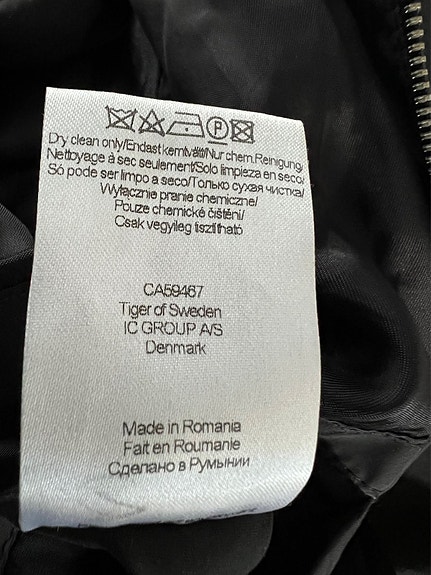 P
Dry clean only/Endast kemtvätt/Nur chem.Reinigung/
Nettoyage à sec seulement/Solo limpieza en seco/
Só pode ser limpo a seco/Только сухая чистка/
Wyłącznie pranie chemiczne/
Pouze chemické čištění/
Csak vegyileg tisztítható
CA59467
Tiger of Sweden
IC GROUP A/S
Denmark
Made in Romania
Fait en Roumanie
Сделано в Румынии